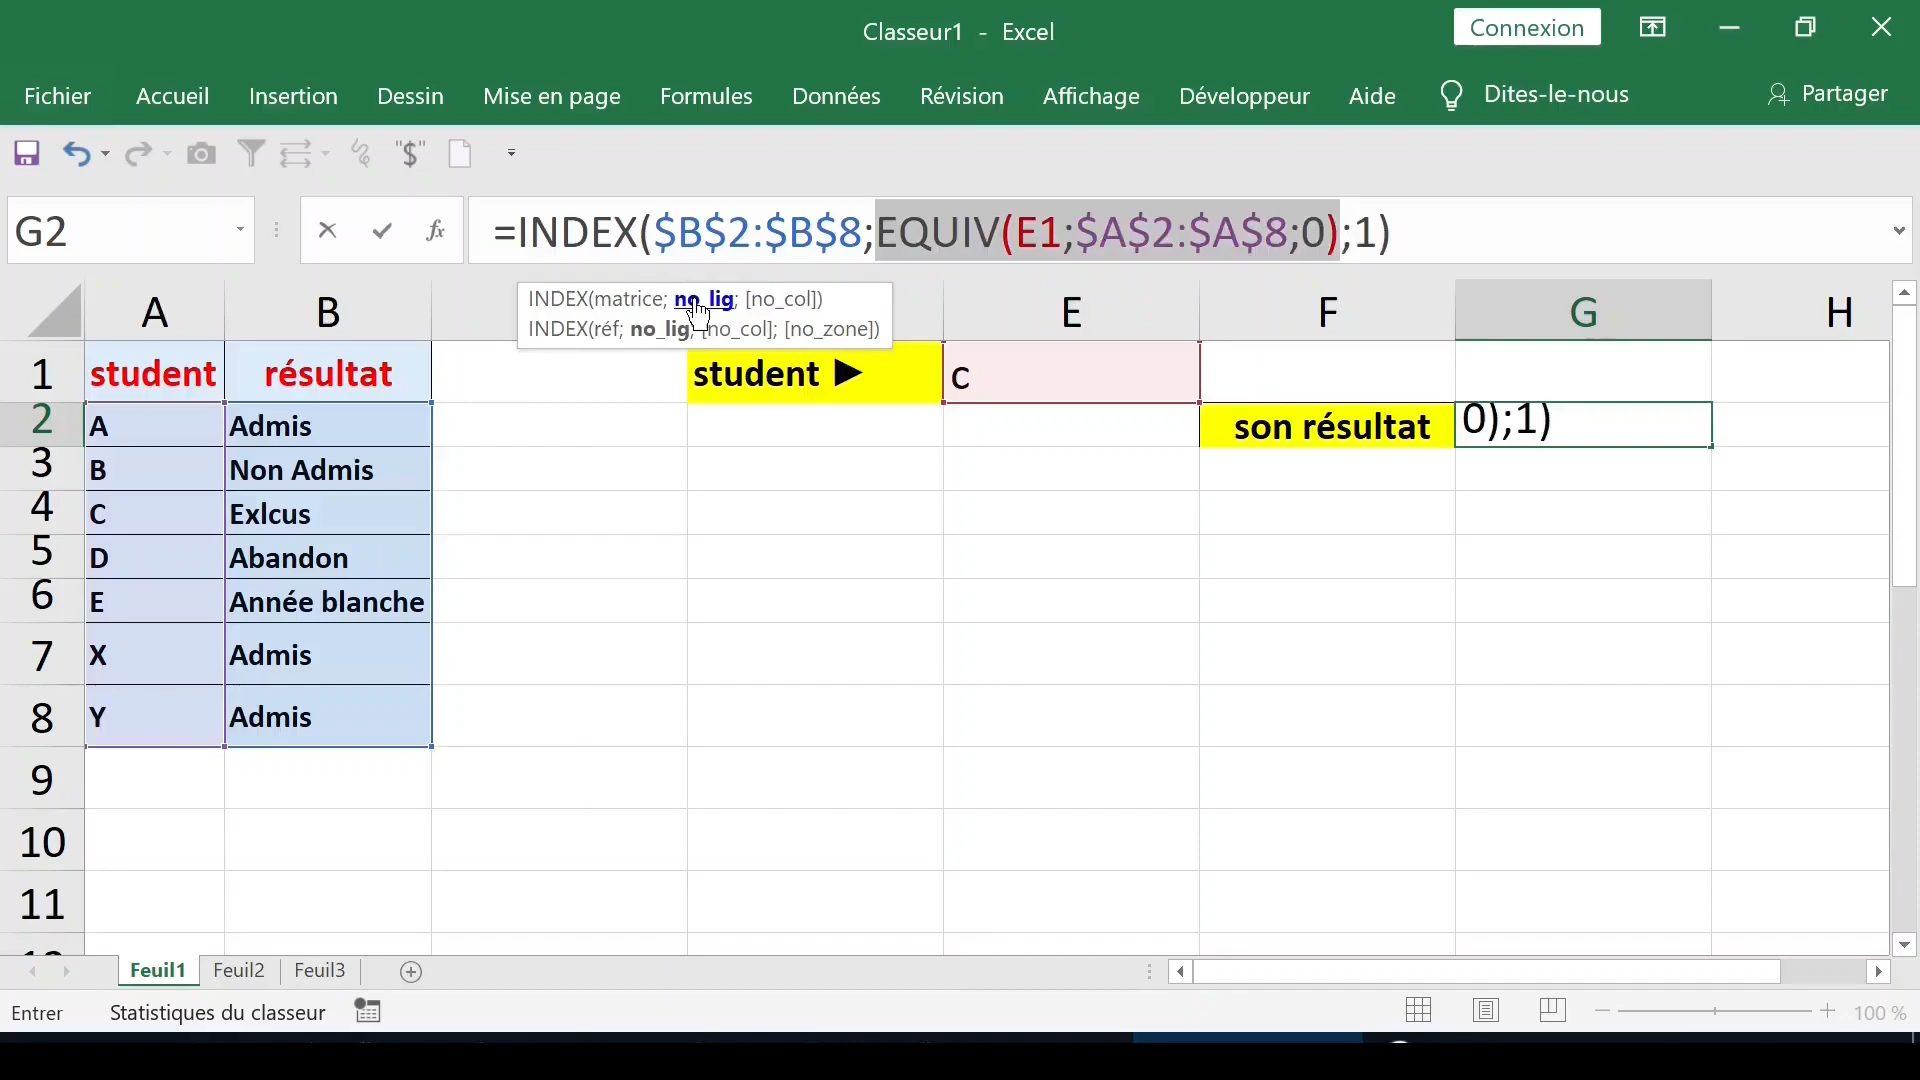 Classeur1 - Excel
Connexion
Fichier Accueil Insertion Dessin Mise en page Formules Données Révision Affichage Développeur Aide Dites-le-nous Partager
"$"
G2 fx =INDEX($B$2:$B$8;EQUIV(E1;$A$2:$A$8;0);1)
INDEX(matrice; no_lig; [no_col])
INDEX(réf; no_lig; [no_col]; [no_zone])
A B E F G H
1 student résultat student ► c
2 A Admis son résultat 0);1)
3 B Non Admis
4 C Exlcus
5 D Abandon
6 E Année blanche
7 X Admis
8 Y Admis
9
10
11
Feuil1 Feuil2 Feuil3
Entrer Statistiques du classeur 100 %